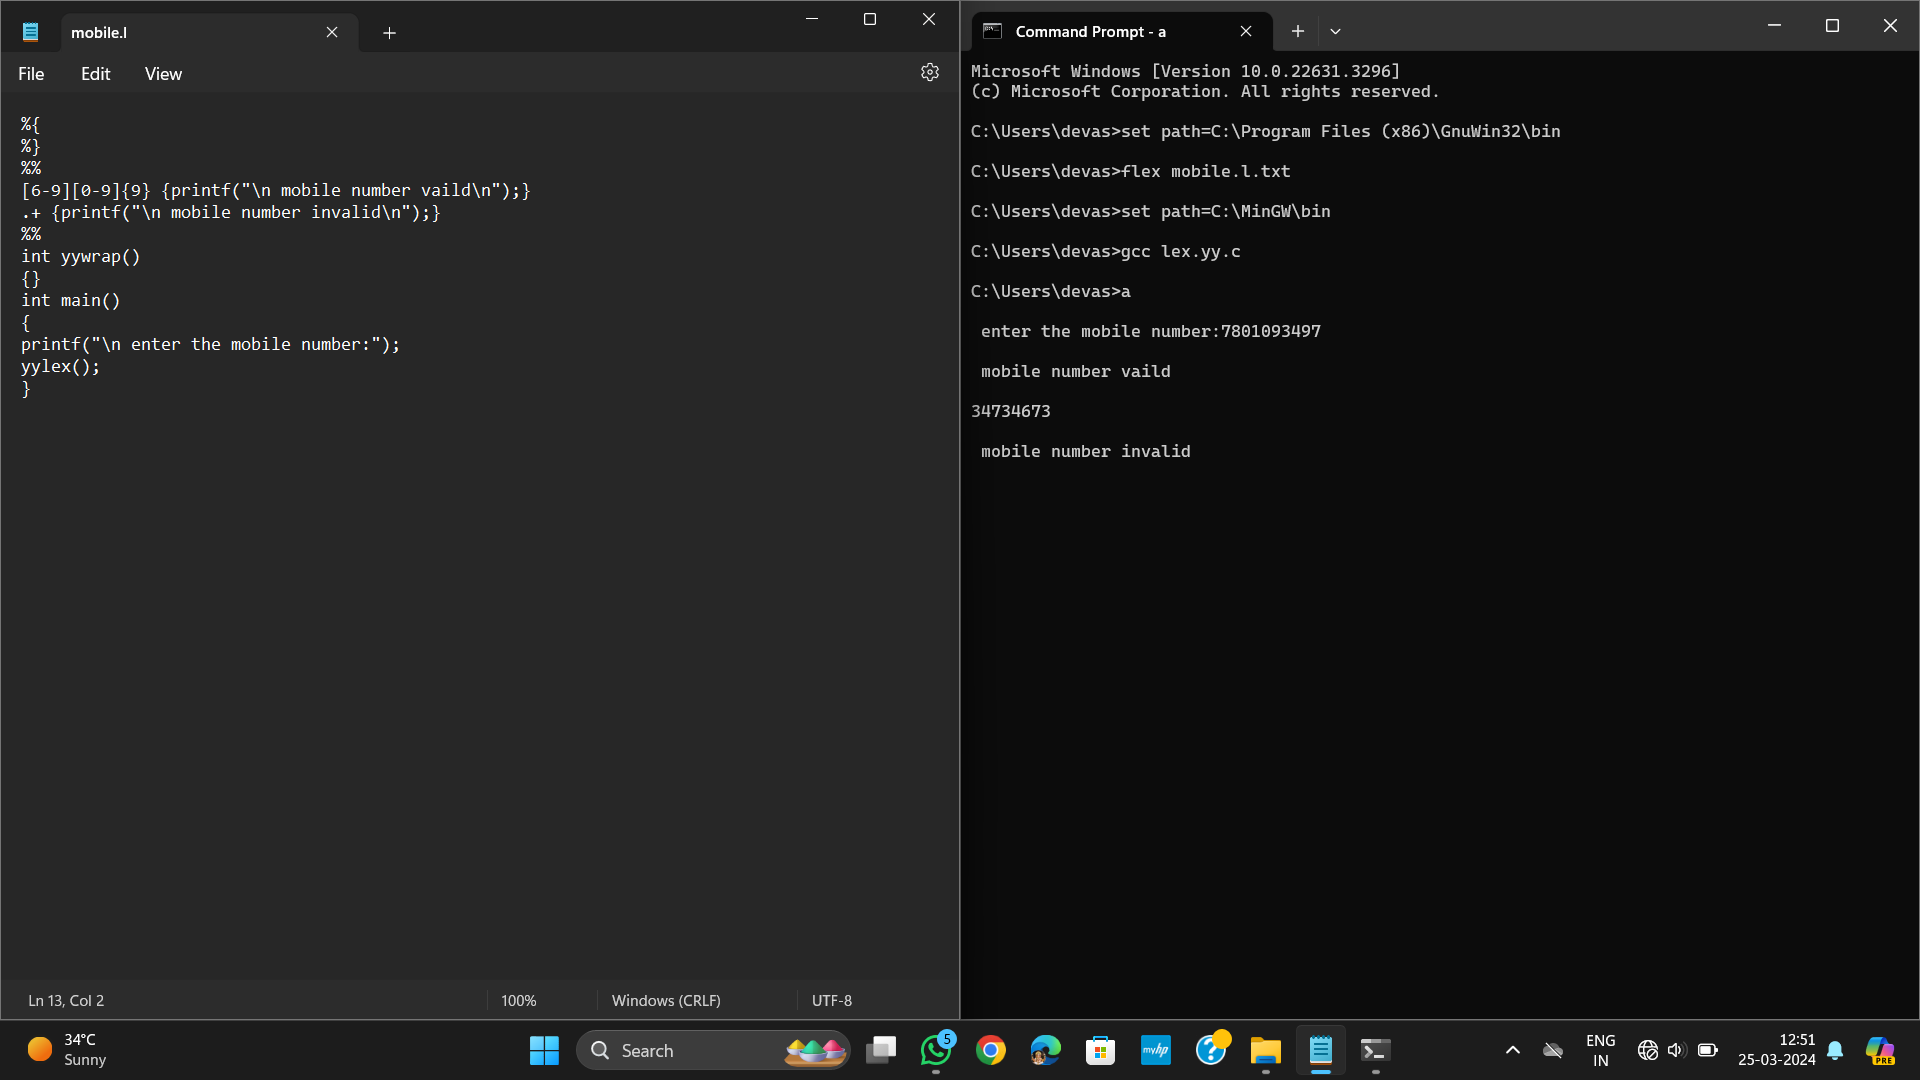 mobile.l
File Edit View
%{
%}
%%
[6-9][0-9]{9} {printf("\n mobile number vaild\n");}
.+ {printf("\n mobile number invalid\n");}
%%
int yywrap()
{}
int main()
{
printf("\n enter the mobile number:");
yylex();
}
Ln 13, Col 2 100% Windows (CRLF) UTF-8
Command Prompt - a
Microsoft Windows [Version 10.0.22631.3296]
(c) Microsoft Corporation. All rights reserved.
C:\Users\devas>set path=C:\Program Files (x86)\GnuWin32\bin
C:\Users\devas>flex mobile.l.txt
C:\Users\devas>set path=C:\MinGW\bin
C:\Users\devas>gcc lex.yy.c
C:\Users\devas>a
enter the mobile number:7801093497
mobile number vaild
34734673
mobile number invalid
34°C
Sunny
Search
5
myhp
ENG
IN
12:51
25-03-2024
PRE